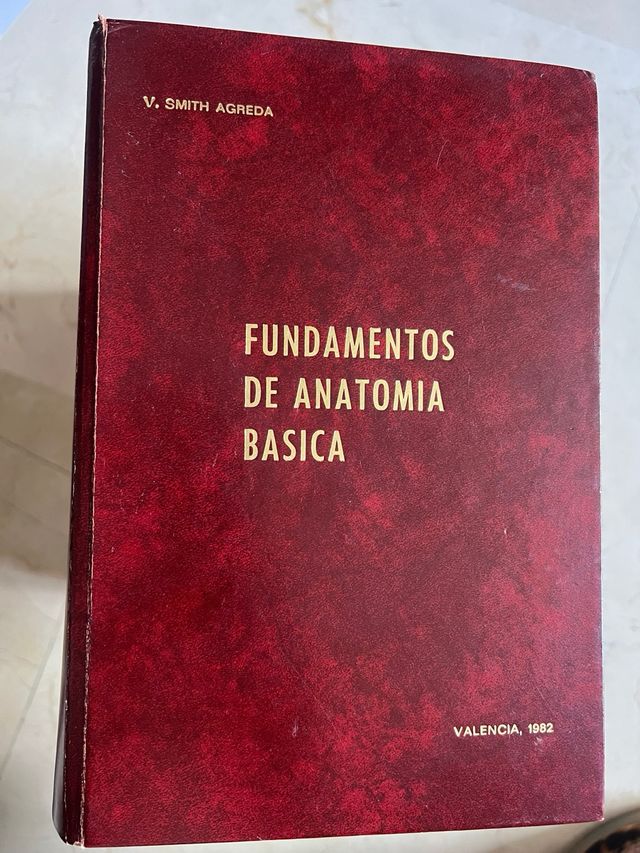 V. SMITH AGREDA
FUNDAMENTOS
DE ANATOMIA
BASICA
VALENCIA, 1982